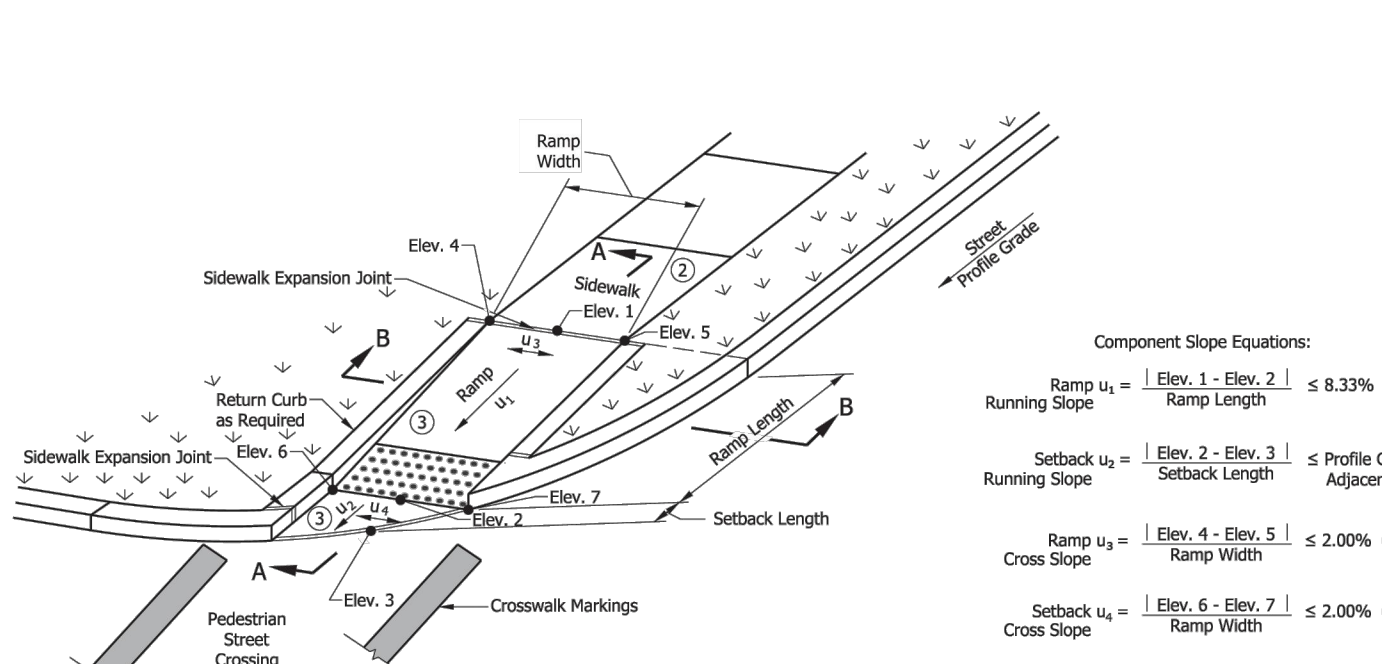 Ramp
Width
Elev. 4
A
2
Street
Profile Grade
Sidewalk Expansion Joint
Sidewalk
Elev. 1
Elev. 5
B
u3
Ramp
u1
Return Curb
as Required
3
Ramp Length
B
Sidewalk Expansion Joint
Elev. 6
3
u2
u4
Elev. 7
Elev. 2
Setback Length
A
Elev. 3
Crosswalk Markings
Pedestrian
Street
Crossing
Component Slope Equations:
Ramp u1 = | Elev. 1 - Elev. 2 | ≤ 8.33%
Running Slope Ramp Length
Setback u2 = | Elev. 2 - Elev. 3 | ≤ Profile
Running Slope Setback Length
Ramp u3 = | Elev. 4 - Elev. 5 | ≤ 2.00%
Cross Slope Ramp Width
Setback u4 = | Elev. 6 - Elev. 7 | ≤ 2.00%
Cross Slope Ramp Width